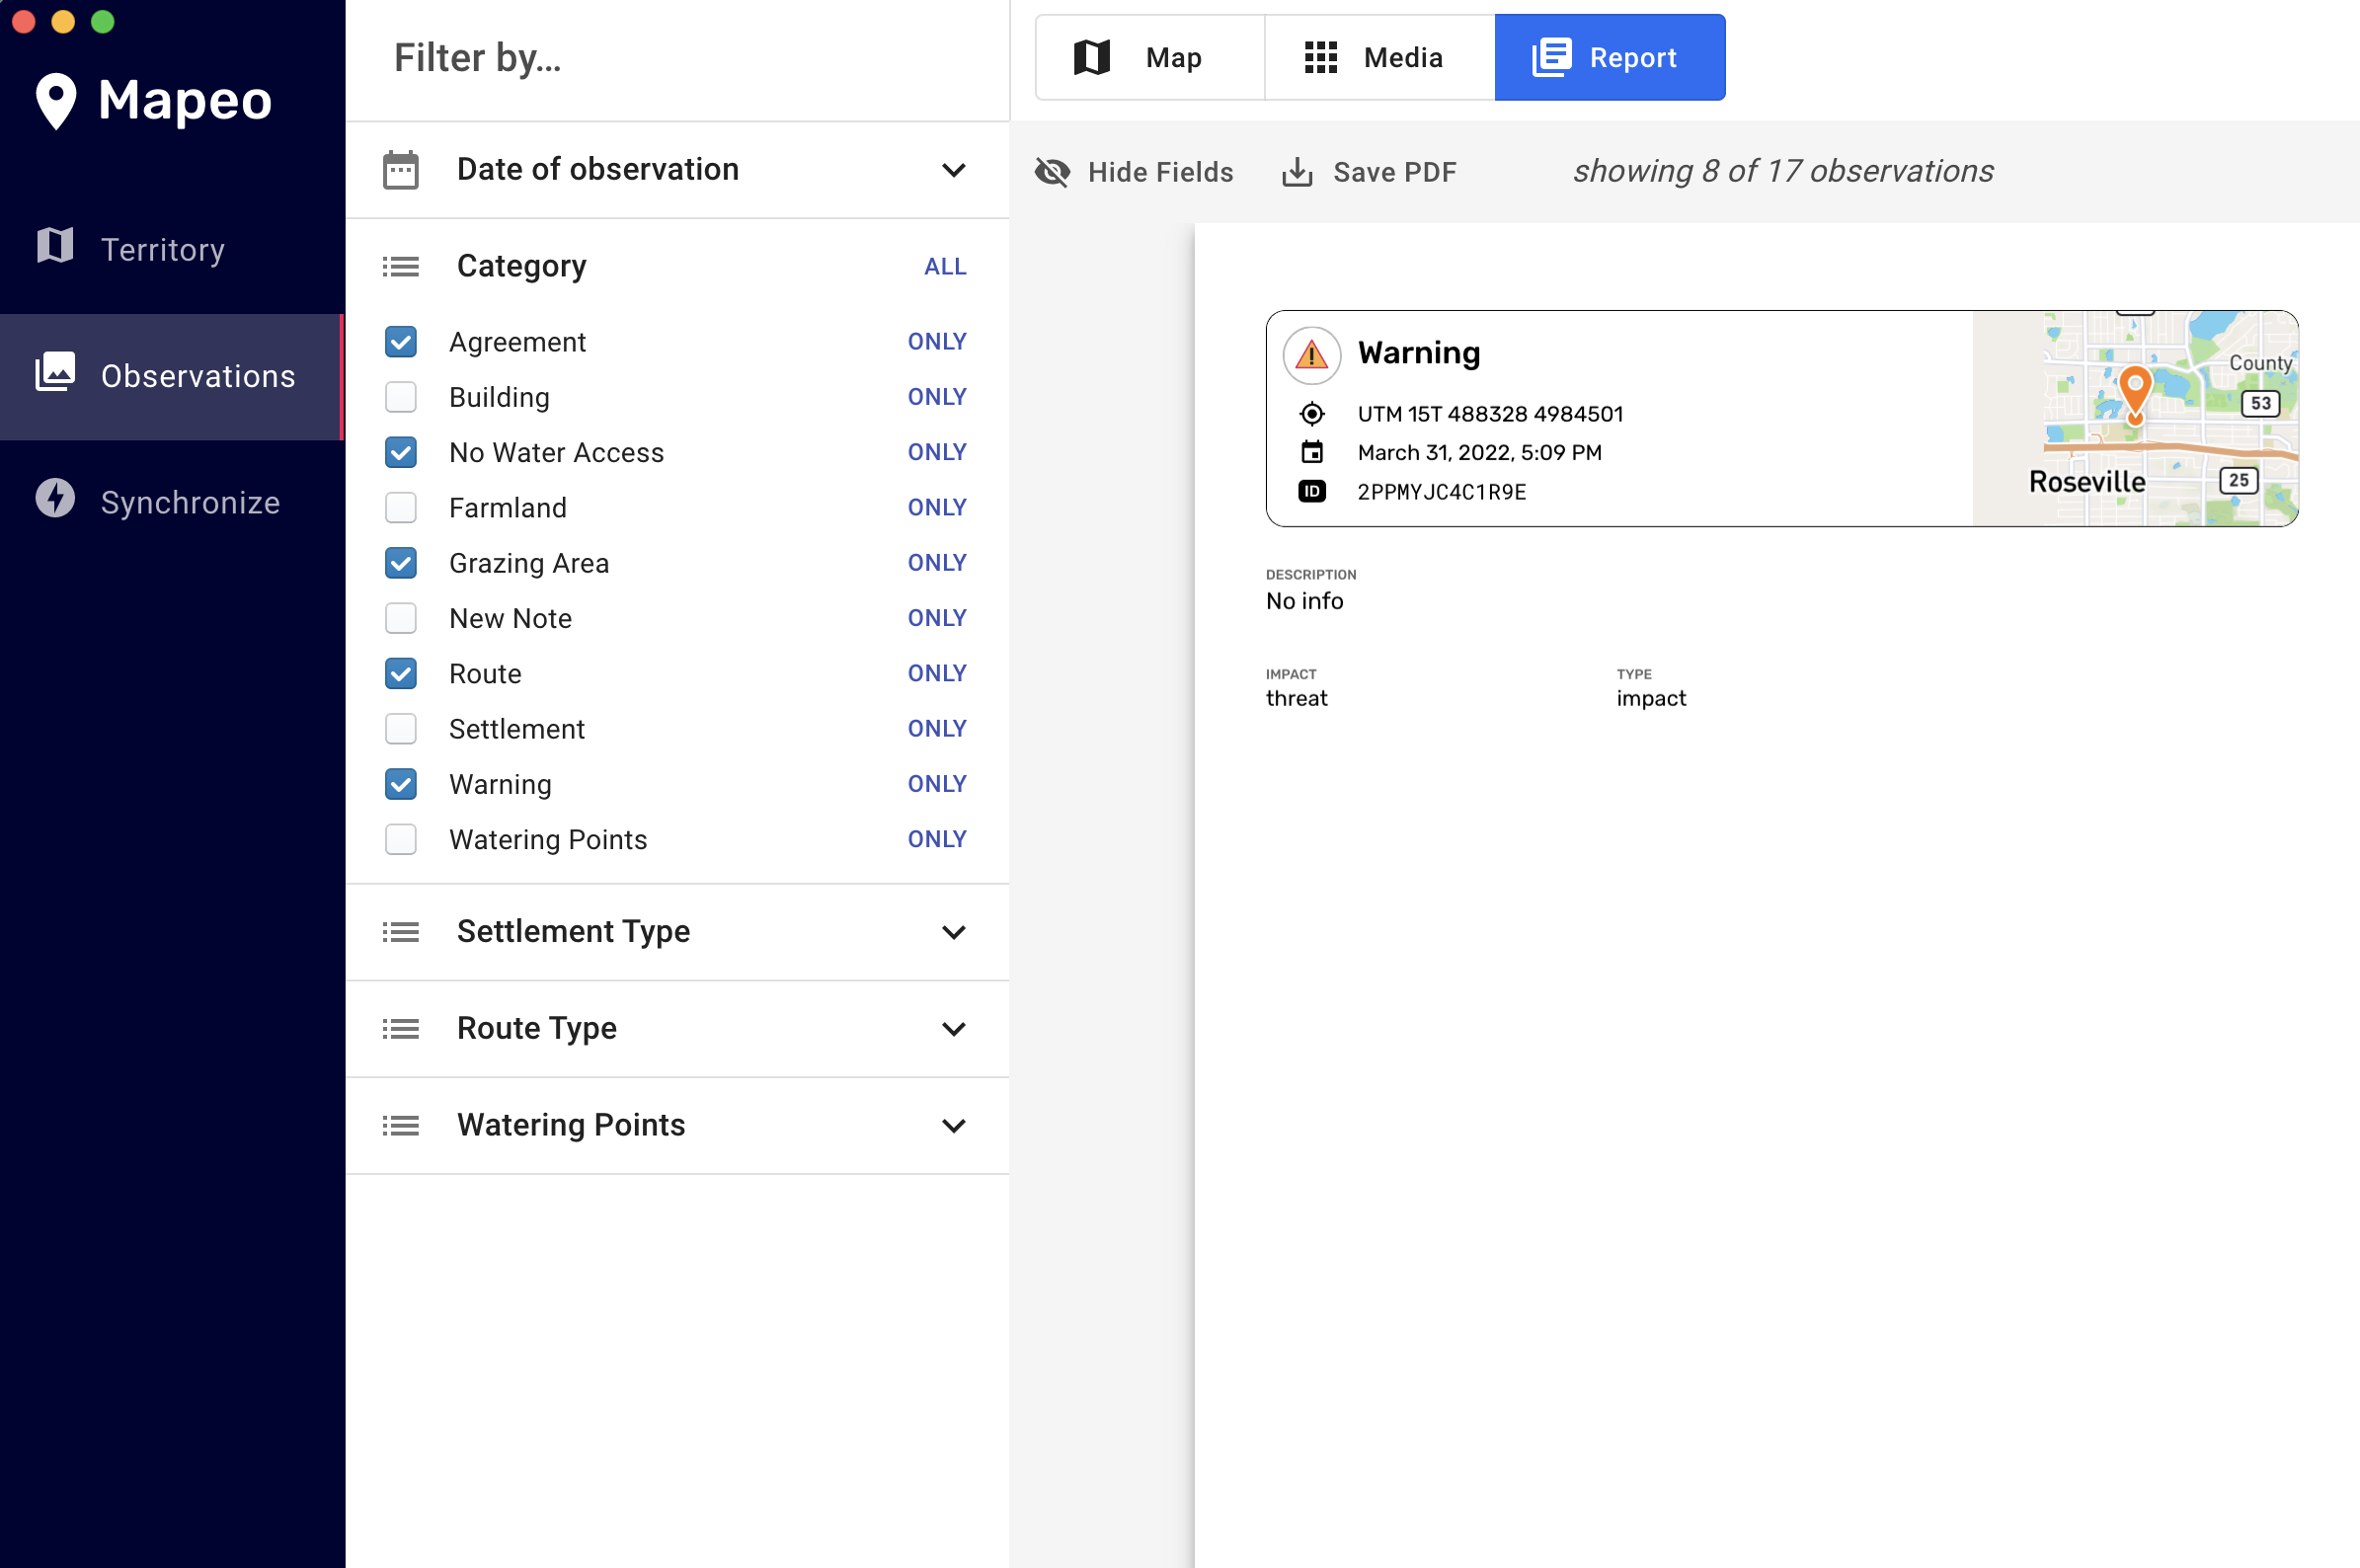 Mapeo
Territory
Observations
Synchronize
Filter by...
Date of observation
Category ALL
Agreement ONLY
Building ONLY
No Water Access ONLY
Farmland ONLY
Grazing Area ONLY
New Note ONLY
Route ONLY
Settlement ONLY
Warning ONLY
Watering Points ONLY
Settlement Type
Route Type
Watering Points
Map Media Report
Hide Fields Save PDF showing 8 of 17 observations
Warning
UTM 15T 488328 4984501
March 31, 2022, 5:09 PM
ID 2PPMYJC4C1R9E
County
53
Roseville 25
DESCRIPTION
No info
IMPACT TYPE
threat impact